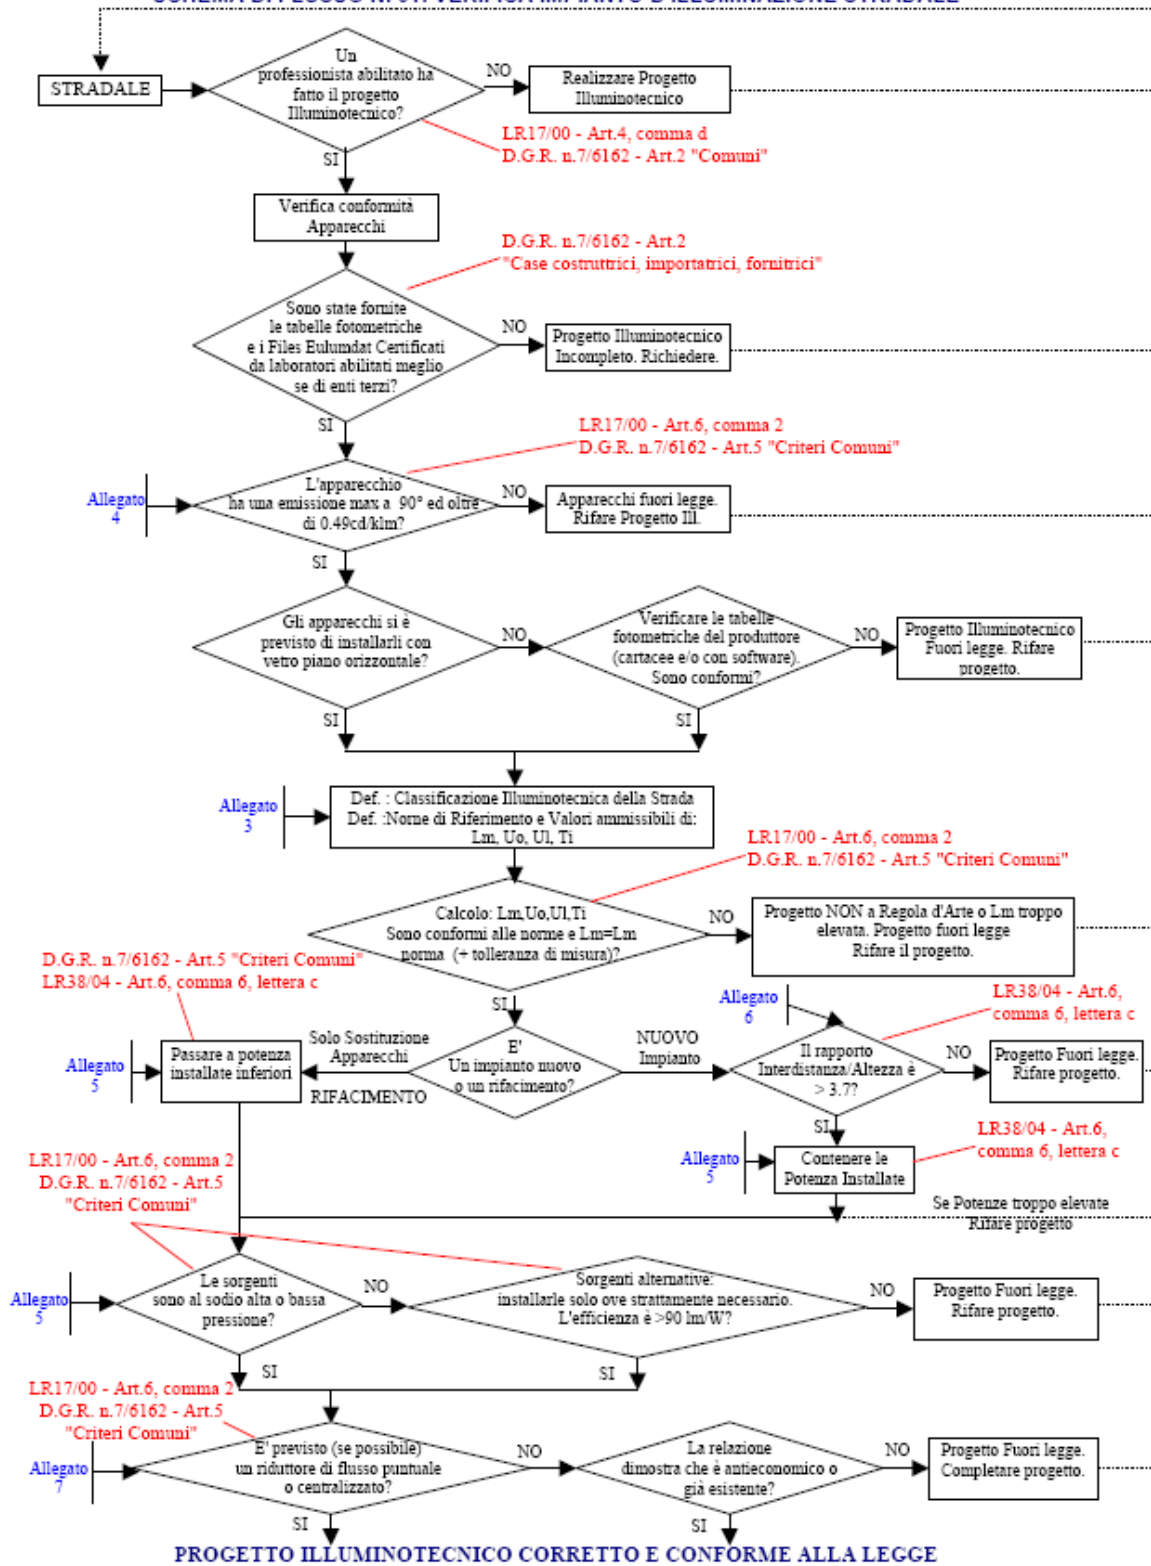 SCHEMA DI FLUSSO N. 01: VERIFICA IMPIANTO D'ILLUMINAZIONE STRADALE
STRADALE
Un
professionista abilitato ha
fatto il progetto
Illuminotecnico?
NO
Realizzare Progetto
Illuminotecnico
LR17/00 - Art.4, comma d
D.G.R. n.7/6162 - Art.2 "Comuni"
SI
Verifica conformità
Apparecchi
D.G.R. n.7/6162 - Art.2
"Case costruttrici, importatrici, fornitrici"
Sono state fornite
le tabelle fotometriche
e i Files Eulumdat Certificati
da laboratori abilitati meglio
se di enti terzi?
NO
Progetto Illuminotecnico
Incompleto. Richiedere.
SI
LR17/00 - Art.6, comma 2
D.G.R. n.7/6162 - Art.5 "Criteri Comuni"
Allegato
4
L'apparecchio
ha una emissione max a 90° ed oltre
di 0.49cd/klm?
NO
Apparecchi fuori legge.
Rifare Progetto Ill.
SI
Gli apparecchi si è
previsto di installarli con
vetro piano orizzontale?
NO
Verificare le tabelle
fotometriche del produttore
(cartacee e/o con software).
Sono conformi?
NO
Progetto Illuminotecnico
Fuori legge. Rifare
progetto.
SI
SI
Allegato
3
Def. : Classificazione Illuminotecnica della Strada
Def. :Norne di Riferimento e Valori ammissibili di:
Lm, Uo, Ul, Ti
LR17/00 - Art.6, comma 2
D.G.R. n.7/6162 - Art.5 "Criteri Comuni"
Calcolo: Lm,Uo,Ul,Ti
Sono conformi alle norme e Lm=Lm
norma (+ tolleranza di misura)?
NO
Progetto NON a Regola d'Arte o Lm troppo
elevata. Progetto fuori legge
Rifare il progetto.
D.G.R. n.7/6162 - Art.5 "Criteri Comuni"
LR38/04 - Art.6, comma 6, lettera c
SI
Allegato
6
LR38/04 - Art.6,
comma 6, lettera c
Allegato
5
Passare a potenza
installate inferiori
Solo Sostituzione
Apparecchi
RIFACIMENTO
E'
Un impianto nuovo
o un rifacimento?
NUOVO
Impianto
Il rapporto
Interdistanza/Altezza è
> 3.7?
NO
Progetto Fuori legge.
Rifare progetto.
SI
LR38/04 - Art.6,
comma 6, lettera c
Allegato
5
Contenere le
Potenza Installate
LR17/00 - Art.6, comma 2
D.G.R. n.7/6162 - Art.5
"Criteri Comuni"
Se Potenze troppo elevate
Rifare progetto
Allegato
5
Le sorgenti
sono al sodio alta o bassa
pressione?
NO
Sorgenti alternative:
installarle solo ove strattamente necessario.
L'efficienza è >90 lm/W?
NO
Progetto Fuori legge.
Rifare progetto.
SI
SI
LR17/00 - Art.6, comma 2
D.G.R. n.7/6162 - Art.5
"Criteri Comuni"
Allegato
7
E' previsto (se possibile)
un riduttore di flusso puntuale
o centralizzato?
NO
La relazione
dimostra che è antieconomico o
già esistente?
NO
Progetto Fuori legge.
Completare progetto.
SI
SI
PROGETTO ILLUMINOTECNICO CORRETTO E CONFORME ALLA LEGGE